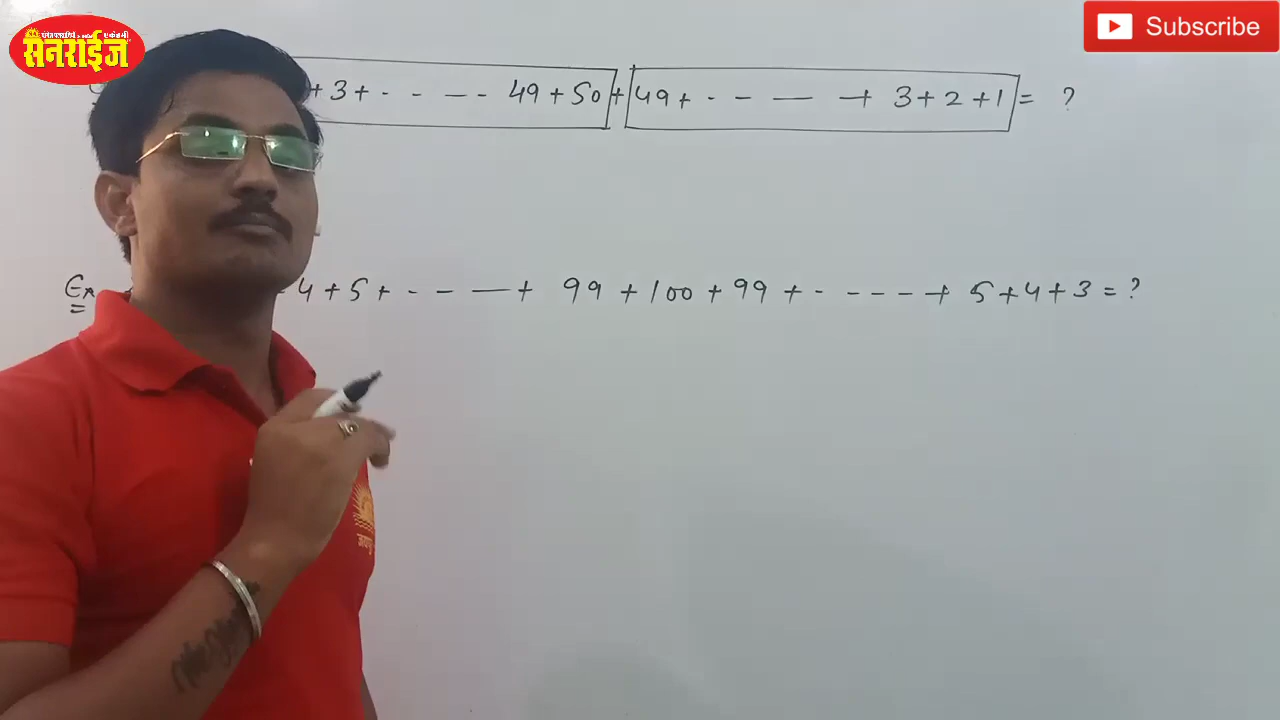 सनराईज
Subscribe
+ 3 + - - - - 49 + 50 + 49 + - - - + 3 + 2 + 1 = ?
Ex 4 + 5 + - - - + 99 + 100 + 99 + - - - - + 5 + 4 + 3 = ?